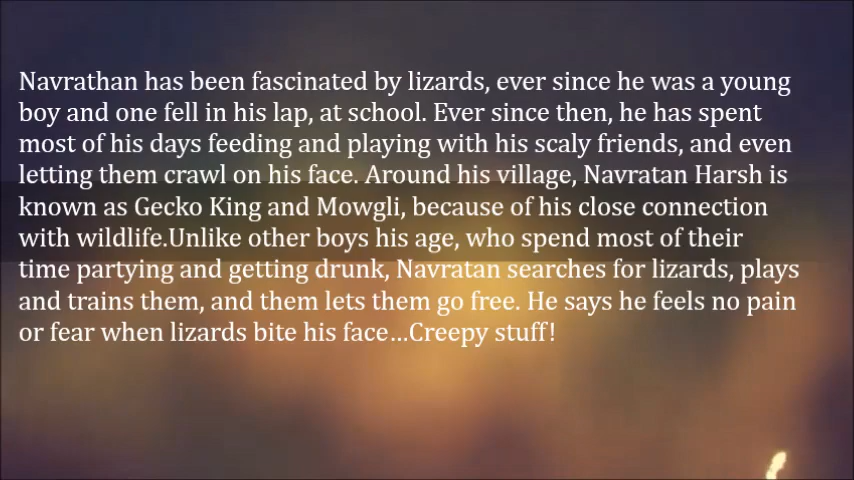 Navrathan has been fascinated by lizards, ever since he was a young
boy and one fell in his lap, at school. Ever since then, he has spent
most of his days feeding and playing with his scaly friends, and even
letting them crawl on his face. Around his village, Navratan Harsh is
known as Gecko King and Mowgli, because of his close connection
with wildlife.Unlike other boys his age, who spend most of their
time partying and getting drunk, Navratan searches for lizards, plays
and trains them, and them lets them go free. He says he feels no pain
or fear when lizards bite his face...Creepy stuff!